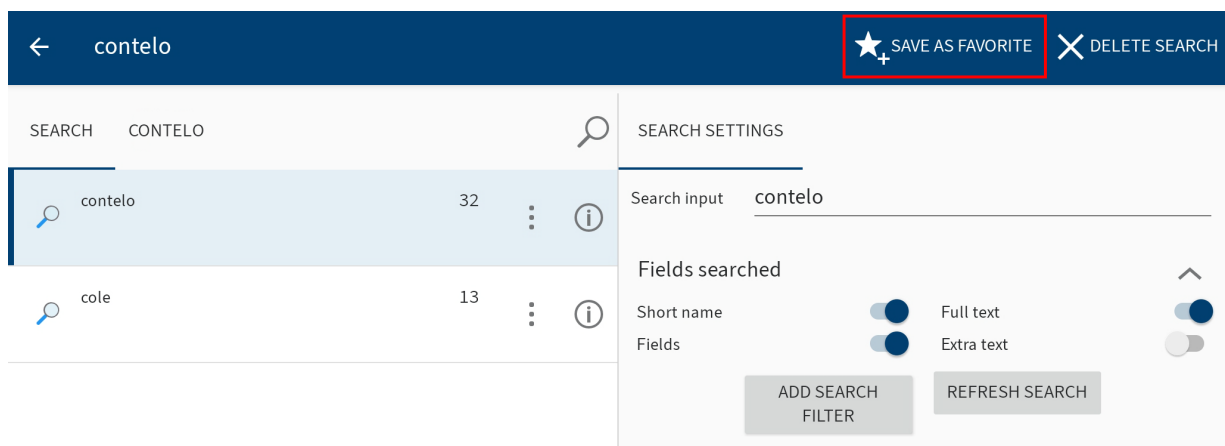 contelo
SAVE AS FAVORITE
DELETE SEARCH
SEARCH
CONTELO
SEARCH SETTINGS
contelo 32
cole 13
Search input contelo
Fields searched
Short name
Full text
Fields
Extra text
ADD SEARCH
FILTER
REFRESH SEARCH